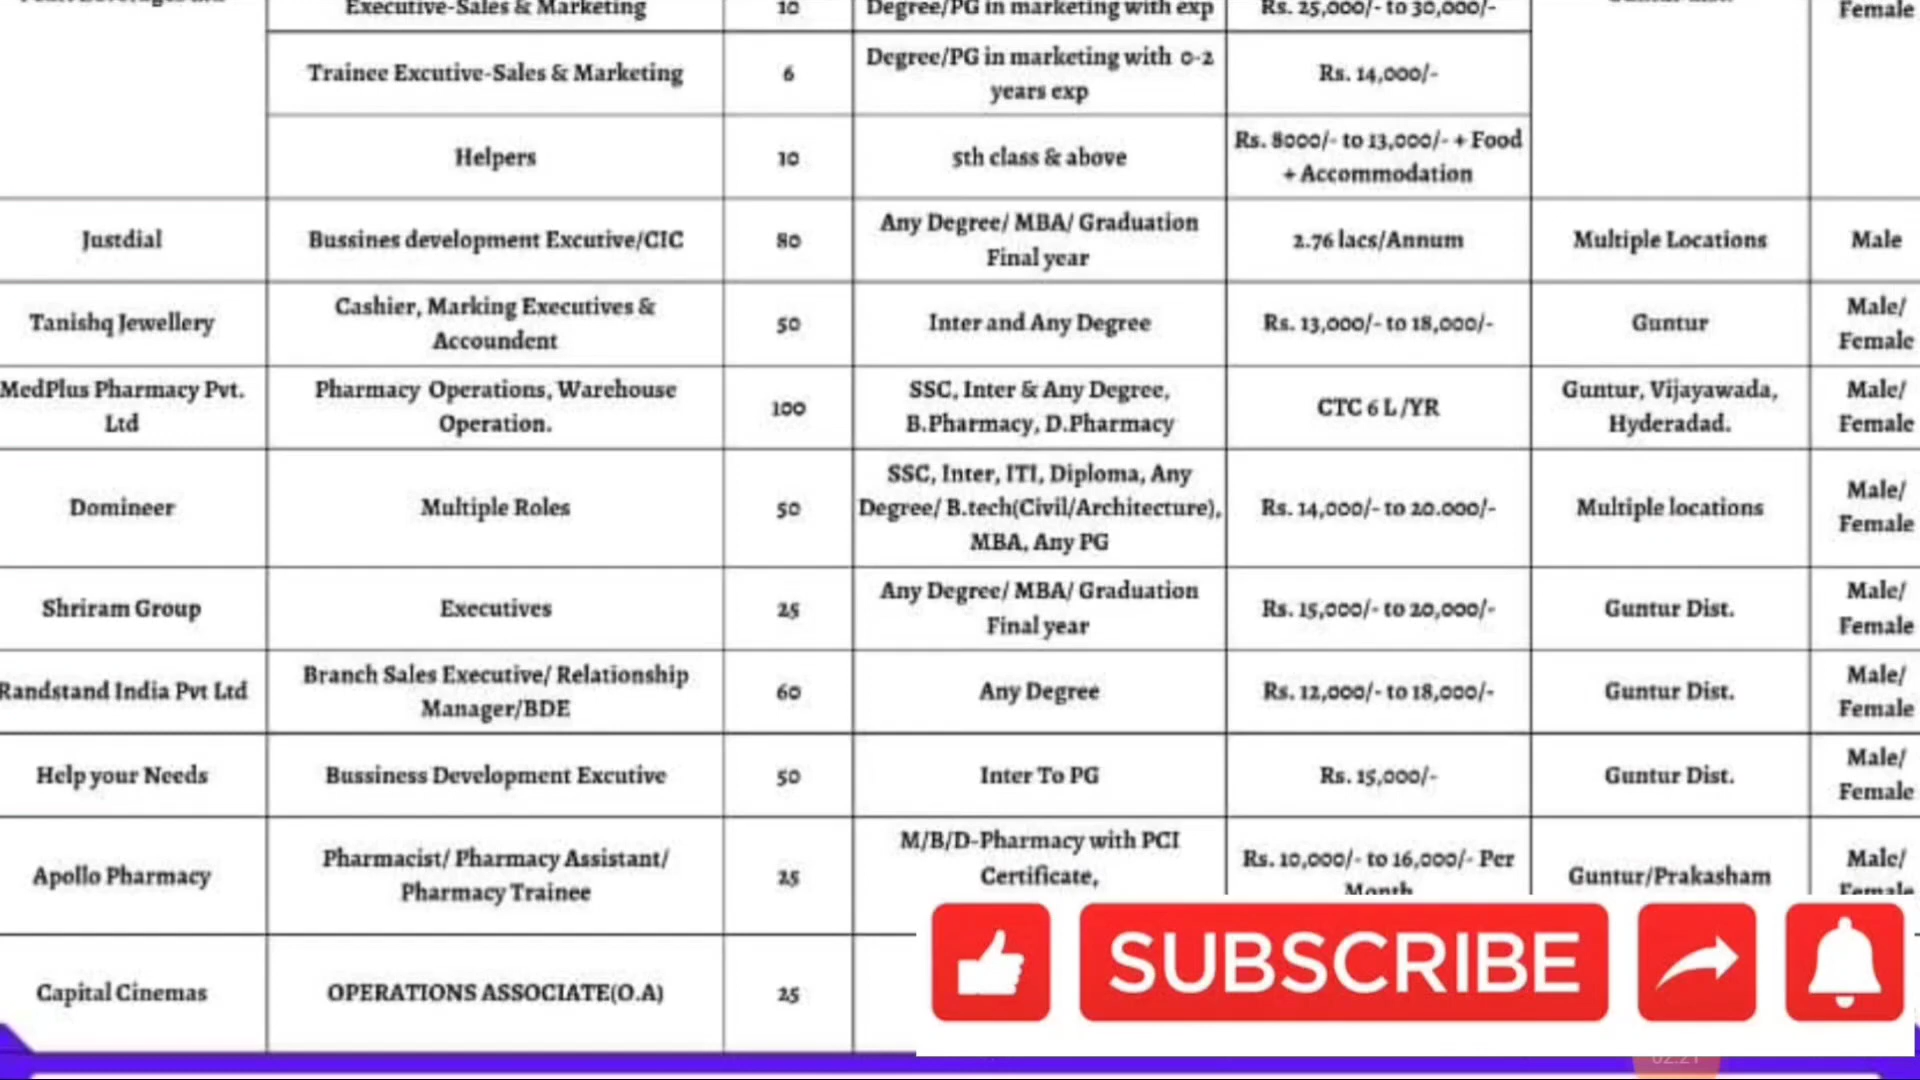 Executive-Sales & Marketing
10
Degree/PG in marketing with exp
Rs. 25,000/- to 30,000/-
Female
Trainee Excutive-Sales & Marketing
6
Degree/PG in marketing with 0-2
years exp
Rs. 14,000/-
Helpers
10
5th class & above
Rs. 8000/- to 13,000/- + Food
+ Accommodation
Justdial
Bussines development Excutive/CIC
80
Any Degree/ MBA/ Graduation
Final year
2.76 lacs/Annum
Multiple Locations
Male
Tanishq Jewellery
Cashier, Marking Executives &
Accoundent
50
Inter and Any Degree
Rs. 13,000/- to 18,000/-
Guntur
Male/
Female
MedPlus Pharmacy Pvt.
Ltd
Pharmacy Operations, Warehouse
Operation.
100
SSC, Inter & Any Degree,
B.Pharmacy, D.Pharmacy
CTC 6 L /YR
Guntur, Vijayawada,
Hyderadad.
Male/
Female
Domineer
Multiple Roles
50
SSC, Inter, ITI, Diploma, Any
Degree/ B.tech(Civil/Architecture),
MBA, Any PG
Rs. 14,000/- to 20.000/-
Multiple locations
Male/
Female
Shriram Group
Executives
25
Any Degree/ MBA/ Graduation
Final year
Rs. 15,000/- to 20,000/-
Guntur Dist.
Male/
Female
Randstand India Pvt Ltd
Branch Sales Executive/ Relationship
Manager/BDE
60
Any Degree
Rs. 12,000/- to 18,000/-
Guntur Dist.
Male/
Female
Help your Needs
Bussiness Development Excutive
50
Inter To PG
Rs. 15,000/-
Guntur Dist.
Male/
Female
Apollo Pharmacy
Pharmacist/ Pharmacy Assistant/
Pharmacy Trainee
25
M/B/D-Pharmacy with PCI
Certificate,
Rs. 10,000/- to 16,000/- Per
Month
Guntur/Prakasham
Male/
Female
Capital Cinemas
OPERATIONS ASSOCIATE(O.A)
25
SUBSCRIBE
02:21